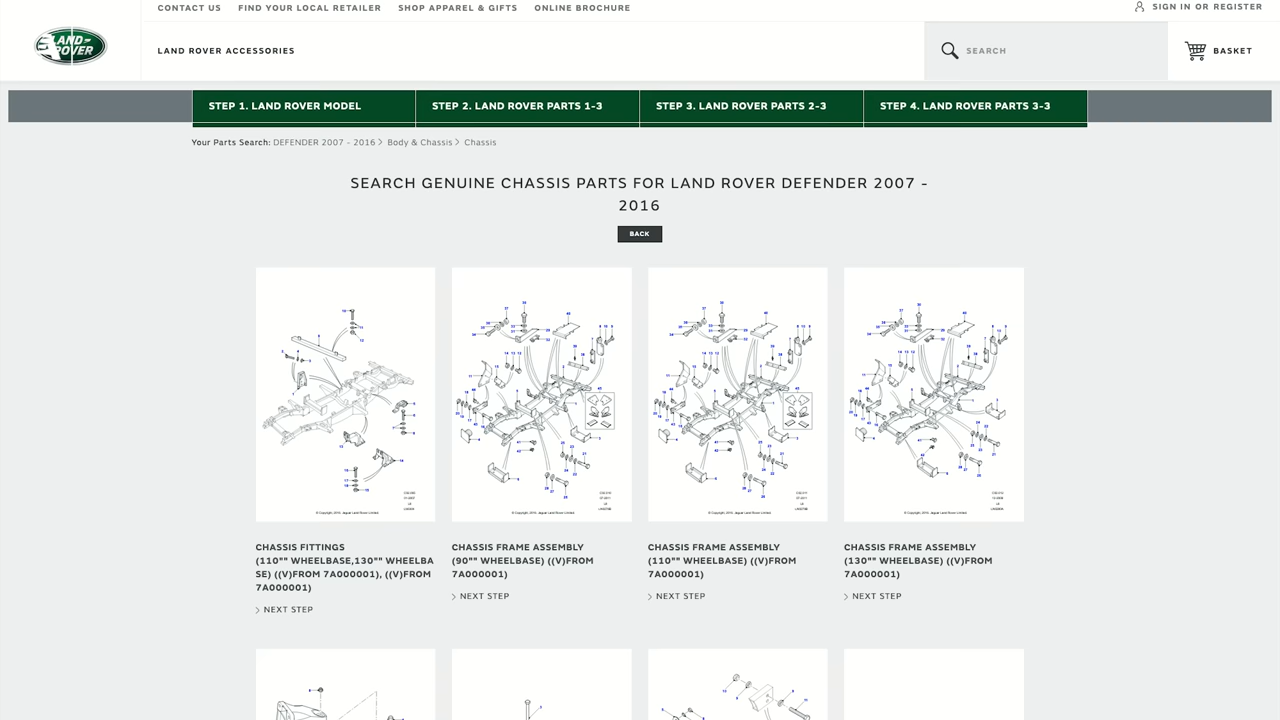 CONTACT US FIND YOUR LOCAL RETAILER SHOP APPAREL & GIFTS ONLINE BROCHURE SIGN IN OR REGISTER
LAND-
ROVER
LAND ROVER ACCESSORIES SEARCH BASKET
STEP 1. LAND ROVER MODEL STEP 2. LAND ROVER PARTS 1-3 STEP 3. LAND ROVER PARTS 2-3 STEP 4. LAND ROVER PARTS 3-3
Your Parts Search: DEFENDER 2007 - 2016 > Body & Chassis > Chassis
SEARCH GENUINE CHASSIS PARTS FOR LAND ROVER DEFENDER 2007 -
2016
BACK
CHASSIS FITTINGS
(110"" WHEELBASE,130"" WHEELBA
SE) ((V)FROM 7A000001), ((V)FROM
7A000001)
> NEXT STEP
CHASSIS FRAME ASSEMBLY
(90"" WHEELBASE) ((V)FROM
7A000001)
> NEXT STEP
CHASSIS FRAME ASSEMBLY
(110"" WHEELBASE) ((V)FROM
7A000001)
> NEXT STEP
CHASSIS FRAME ASSEMBLY
(130"" WHEELBASE) ((V)FROM
7A000001)
> NEXT STEP